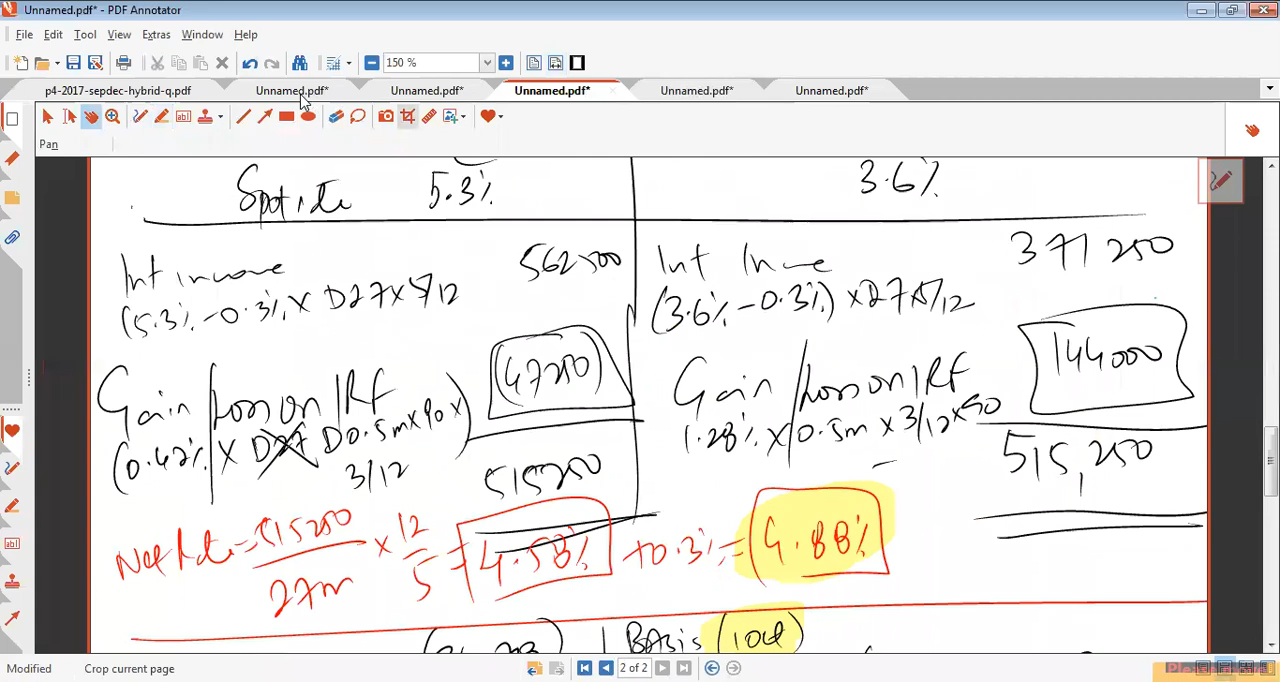 Unnamed.pdf* - PDF Annotator
File Edit Tool View Extras Window Help
150 %
p4-2017-sepdec-hybrid-q.pdf Unnamed.pdf* Unnamed.pdf* Unnamed.pdf* Unnamed.pdf* Unnamed.pdf*
Pan
Spot rate 5.3% 3.6%
Int income 562500 Int Income 371250
(5.3% - 0.3% X D27 X 5/12 (3.6% - 0.3%) X D27 X 5/12
Gain/Loss on IRF (47250) Gain/Loss on IRF 144000
(0.42% X D27 D0.5m X 90 X 3/12 1.28% X 0.5m X 3/12 X 90
515250 515,250
Net Rate = 515250 / 27m X 12 / 5 = 4.58% + 0.3% = 4.88%
BASIS (10ct
Modified Crop current page 2 of 2